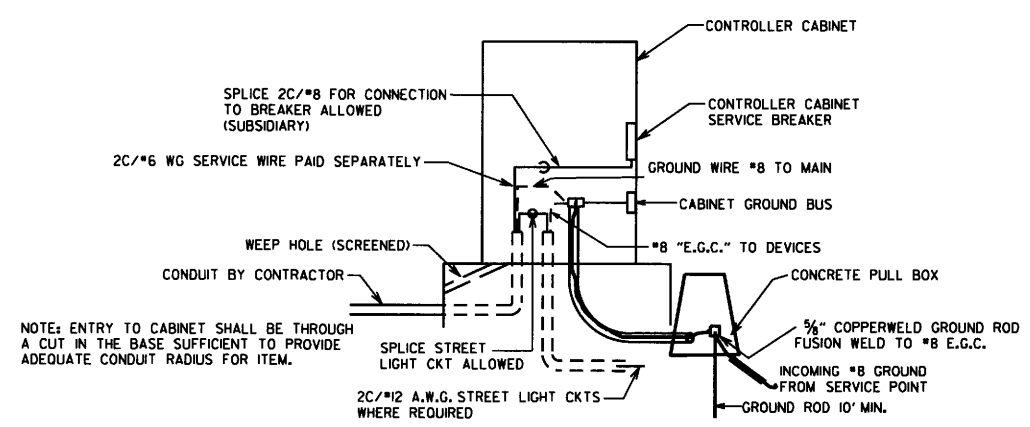 CONTROLLER CABINET
SPLICE 2C/#8 FOR CONNECTION
TO BREAKER ALLOWED
(SUBSIDIARY)
CONTROLLER CABINET
SERVICE BREAKER
2C/#6 WG SERVICE WIRE PAID SEPARATELY
GROUND WIRE #8 TO MAIN
CABINET GROUND BUS
WEEP HOLE (SCREENED)
#8 "E.G.C." TO DEVICES
CONDUIT BY CONTRACTOR
CONCRETE PULL BOX
NOTE: ENTRY TO CABINET SHALL BE THROUGH
A CUT IN THE BASE SUFFICIENT TO PROVIDE
ADEQUATE CONDUIT RADIUS FOR ITEM.
SPLICE STREET
LIGHT CKT ALLOWED
5/8" COPPERWELD GROUND ROD
FUSION WELD TO #8 E.G.C.
INCOMING #8 GROUND
FROM SERVICE POINT
2C/#12 A.W.G. STREET LIGHT CKTS
WHERE REQUIRED
GROUND ROD 10' MIN.